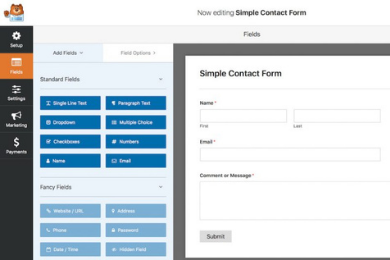 Now editing Simple Contact Form
Fields
Setup
Fields
Settings
Marketing
Payments
Add Fields
Field Options
Standard Fields
Single Line Text
Paragraph Text
Dropdown
Multiple Choice
Checkboxes
Numbers
Name
Email
Fancy Fields
Website / URL
Address
Phone
Password
Date / Time
Hidden Field
Simple Contact Form
Name *
First
Last
Email *
Comment or Message *
Submit